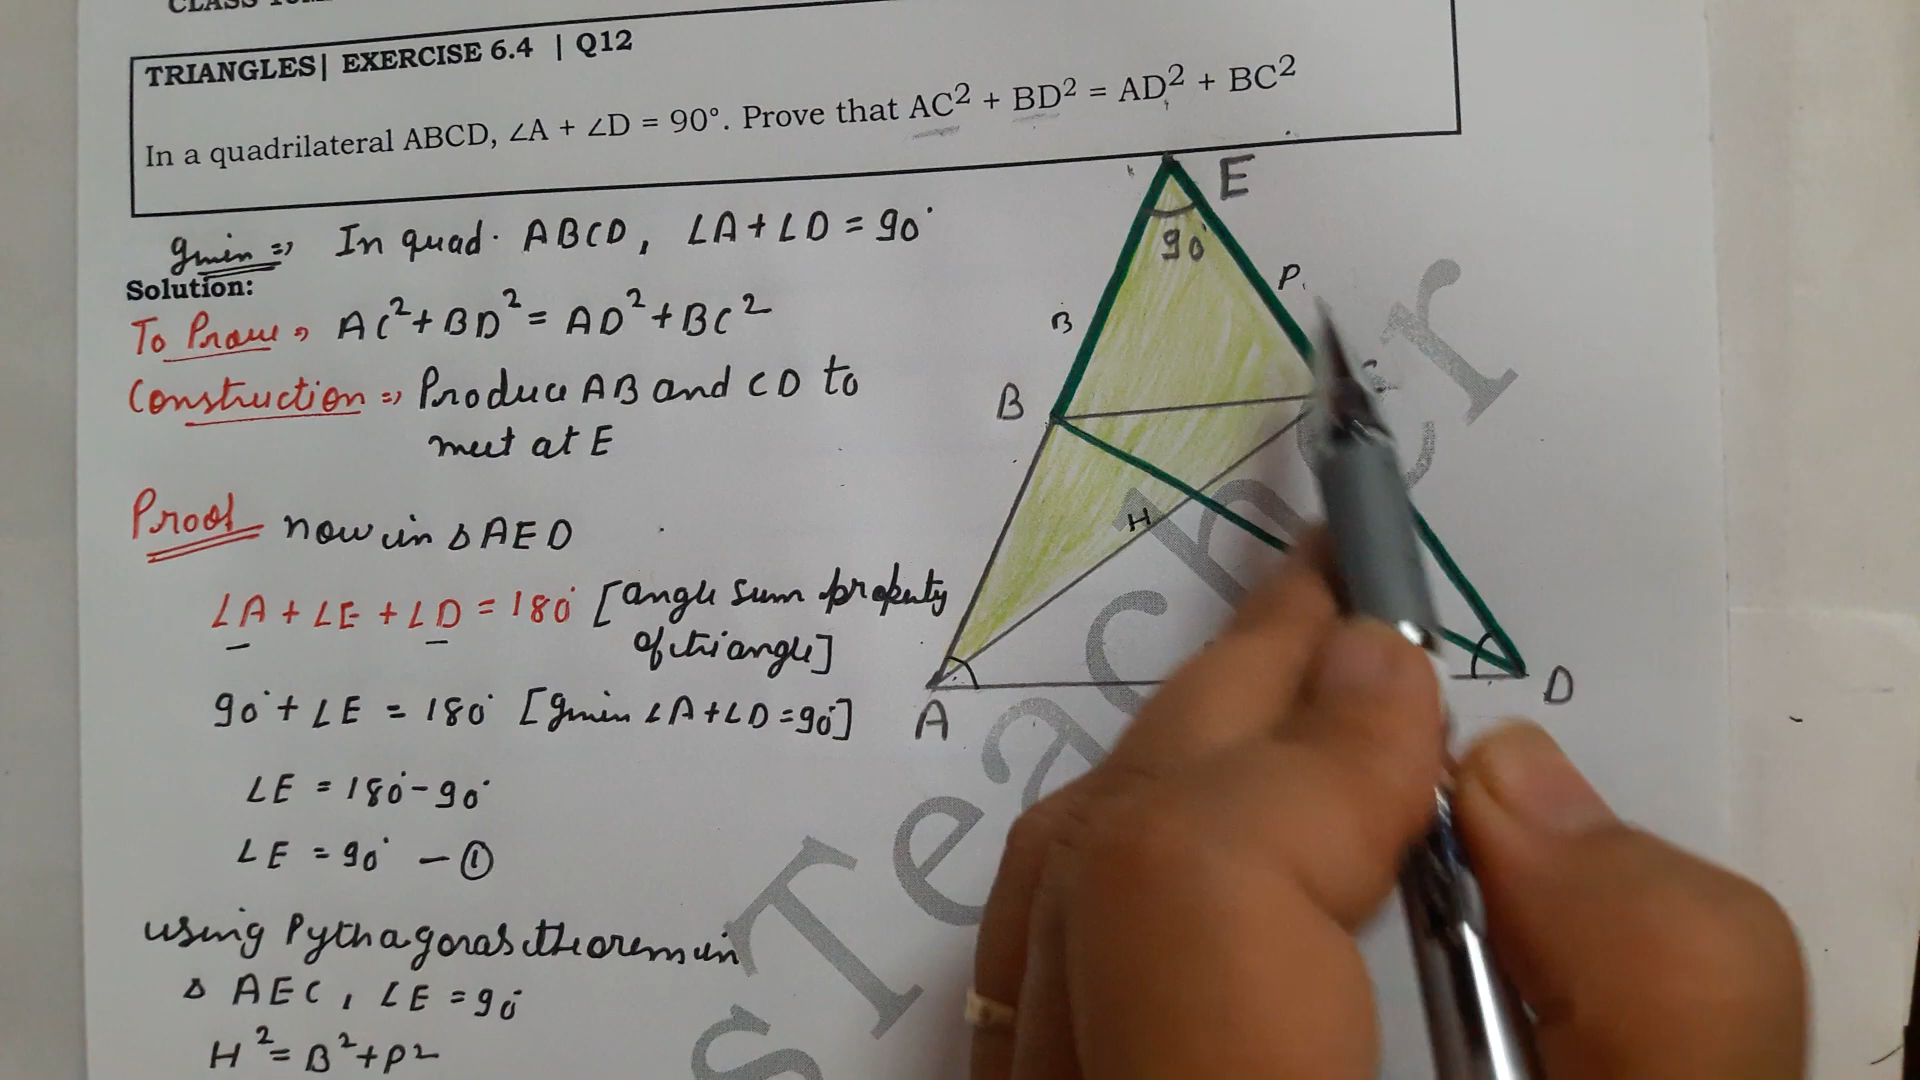 TRIANGLES| EXERCISE 6.4 | Q12
In a quadrilateral ABCD, ∠A + ∠D = 90°. Prove that AC² + BD² = AD² + BC²
given ⇒ In quad. ABCD, ∠A + ∠D = 90°
Solution:
To Prove ⇒ AC² + BD² = AD² + BC²
Construction ⇒ Produce AB and CD to
meet at E
Proof now in Δ AED
∠A + ∠E + ∠D = 180° [angle sum property
of triangle]
90° + ∠E = 180° [given ∠A+∠D=90°]
∠E = 180° - 90°
∠E = 90° — ①
using Pythagoras theorem in
Δ AEC, ∠E = 90°
H² = B² + P²
E
90°
P
B
B
H
A
D
Teacher